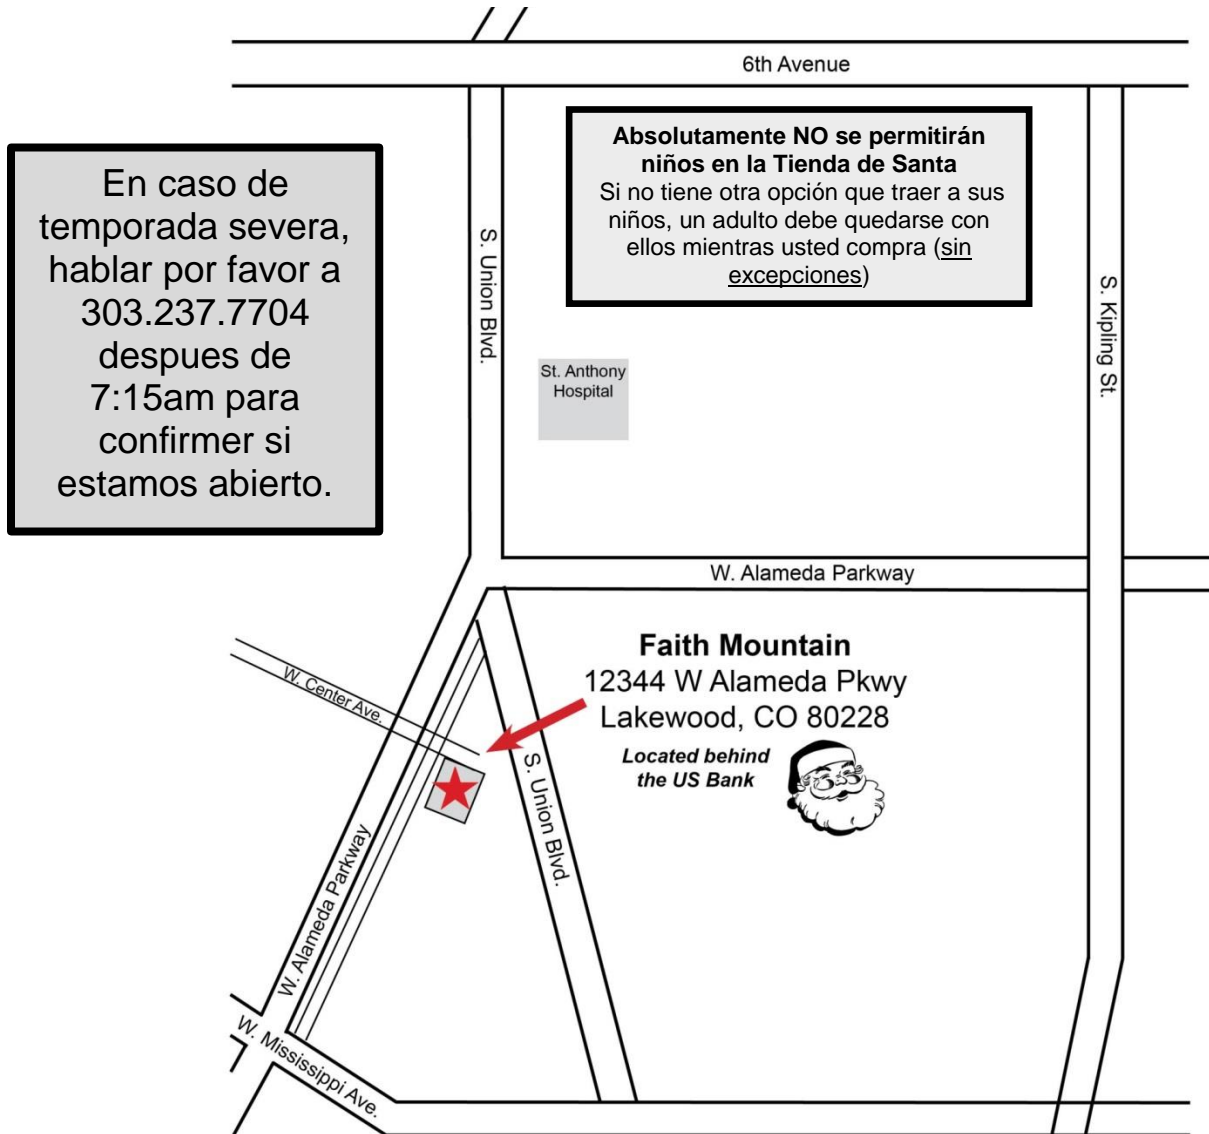 6th Avenue
Absolutamente NO se permitirán
niños en la Tienda de Santa
Si no tiene otra opción que traer a sus
niños, un adulto debe quedarse con
ellos mientras usted compra (sin
excepciones)
En caso de
temporada severa,
hablar por favor a
303.237.7704
despues de
7:15am para
confirmer si
estamos abierto.
S. Union Blvd.
S. Kipling St.
St. Anthony
Hospital
W. Alameda Parkway
Faith Mountain
12344 W Alameda Pkwy
Lakewood, CO 80228
Located behind
the US Bank
W. Center Ave.
S. Union Blvd.
W. Alameda Parkway
W. Mississippi Ave.